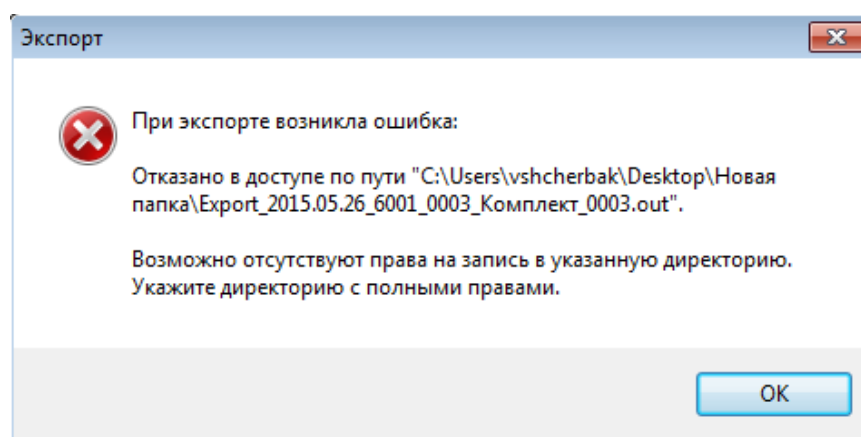 Экспорт
При экспорте возникла ошибка:
Отказано в доступе по пути "C:\Users\vshcherbak\Desktop\Новая
папка\Export_2015.05.26_6001_0003_Комплект_0003.out".
Возможно отсутствуют права на запись в указанную директорию.
Укажите директорию с полными правами.
OK